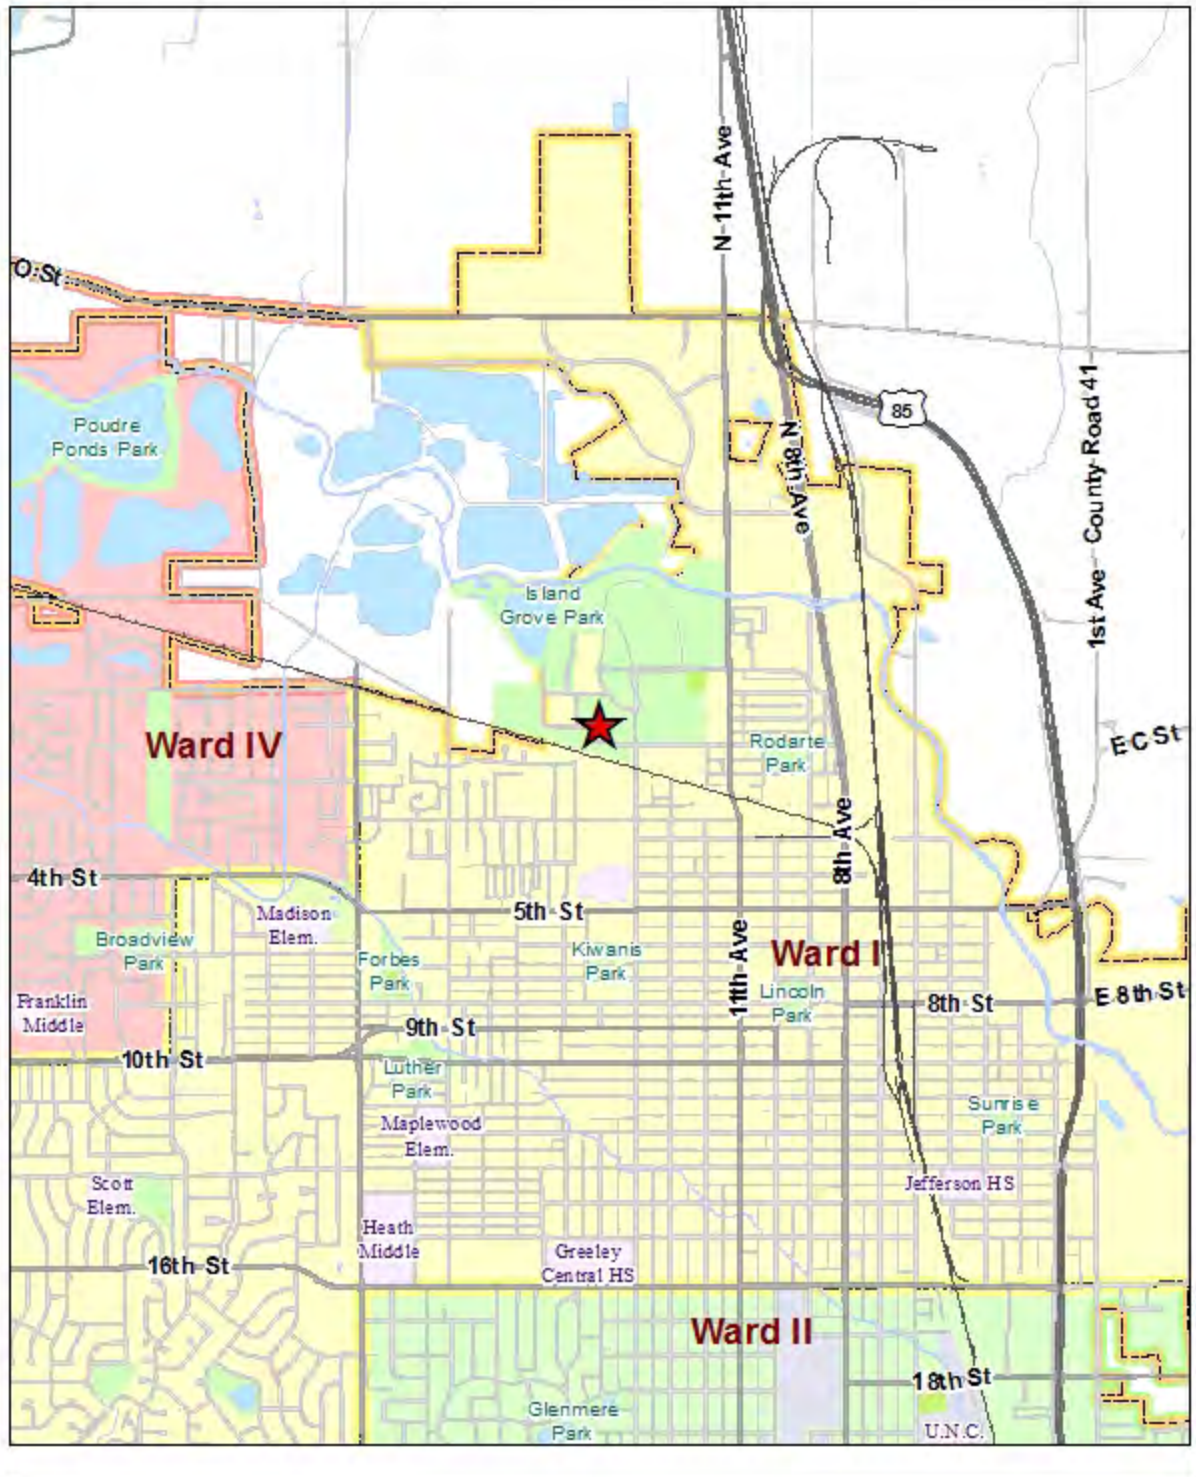 N 11th Ave
O St
85
1st Ave County Road 41
Poudre
Ponds Park
N 8th Ave
Island
Grove Park
Ward IV
Rodarte
Park
E C St
8th Ave
4th St
5th St
Madison
Elem.
Broadview
Park
Forbes
Park
Kiwanis
Park
11th Ave
Ward I
Lincoln
Park
8th St
E 8th St
Franklin
Middle
9th St
10th St
Luther
Park
Maplewood
Elem.
Sunrise
Park
Scott
Elem.
Jefferson HS
Heath
Middle
Greeley
Central HS
16th St
Ward II
18th St
Glenmere
Park
U.N.C.